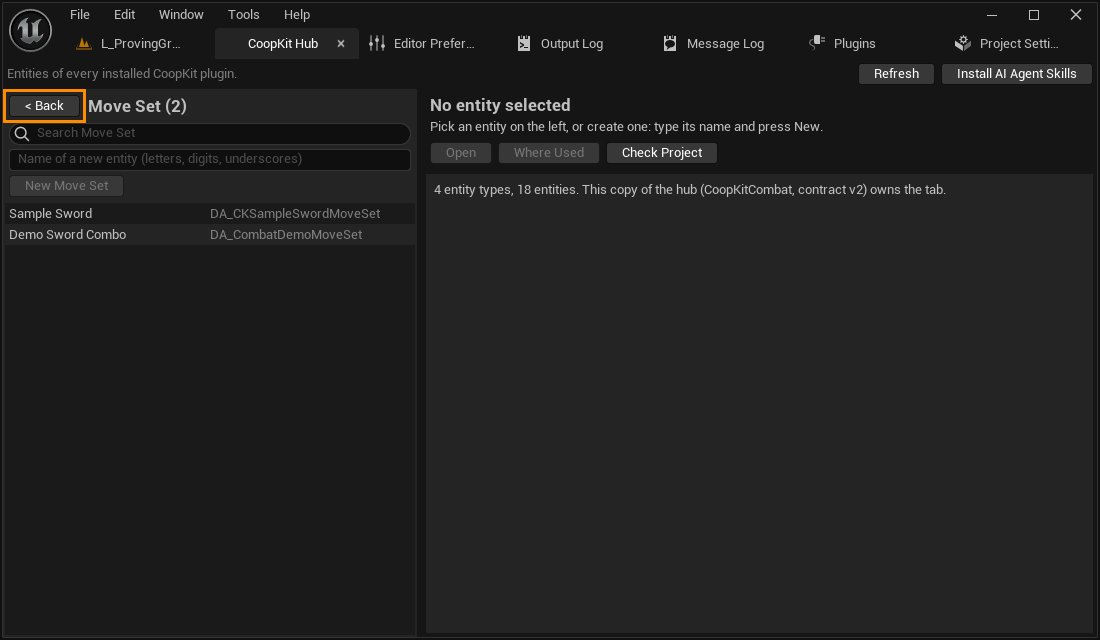 File Edit Window Tools Help
L_ProvingGr... CoopKit Hub Editor Prefer... Output Log Message Log Plugins Project Setti...
Entities of every installed CoopKit plugin. Refresh Install AI Agent Skills
< Back Move Set (2)
Search Move Set
Name of a new entity (letters, digits, underscores)
New Move Set
Sample Sword DA_CKSampleSwordMoveSet
Demo Sword Combo DA_CombatDemoMoveSet
No entity selected
Pick an entity on the left, or create one: type its name and press New.
Open Where Used Check Project
4 entity types, 18 entities. This copy of the hub (CoopKitCombat, contract v2) owns the tab.